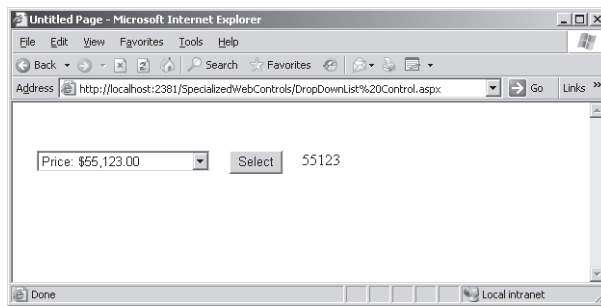 Untitled Page - Microsoft Internet Explorer
File Edit View Favorites Tools Help
Back Search Favorites
Address http://localhost:2381/SpecializedWebControls/DropDownList%20Control.aspx Go Links »
Price: $55,123.00 Select 55123
Done Local intranet